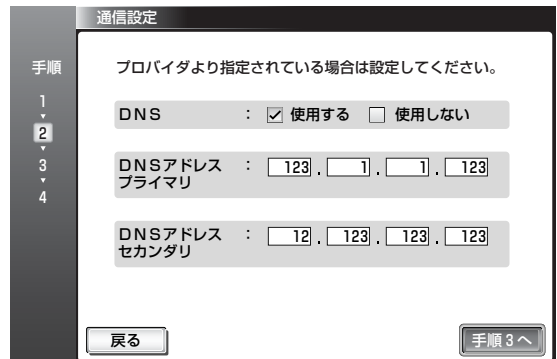 通信設定
手順
1
2
3
4
プロバイダより指定されている場合は設定してください。
DNS : 使用する 使用しない
DNSアドレス : 123 . 1 . 1 . 123
プライマリ
DNSアドレス : 12 . 123 . 123 . 123
セカンダリ
戻る
手順3へ